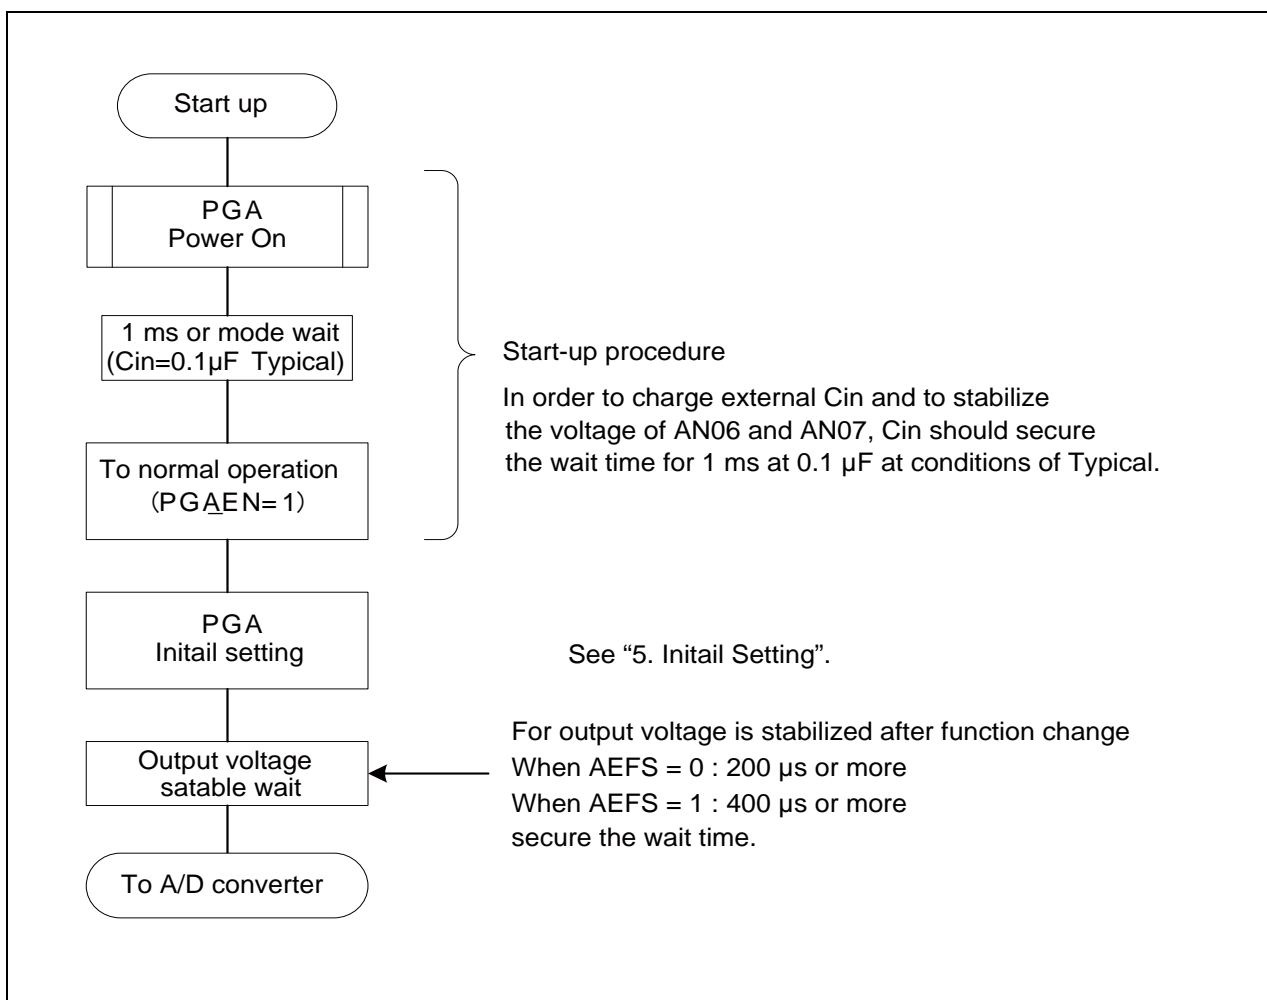 Start up
PGA
Power On
1 ms or mode wait
(Cin=0.1µF Typical)
To normal operation
(PGA_EN=1)
Start-up procedure
In order to charge external Cin and to stabilize
the voltage of AN06 and AN07, Cin should secure
the wait time for 1 ms at 0.1 µF at conditions of Typical.
PGA
Initail setting
See “5. Initail Setting”.
Output voltage
satable wait
For output voltage is stabilized after function change
When AEFS = 0 : 200 µs or more
When AEFS = 1 : 400 µs or more
secure the wait time.
To A/D converter